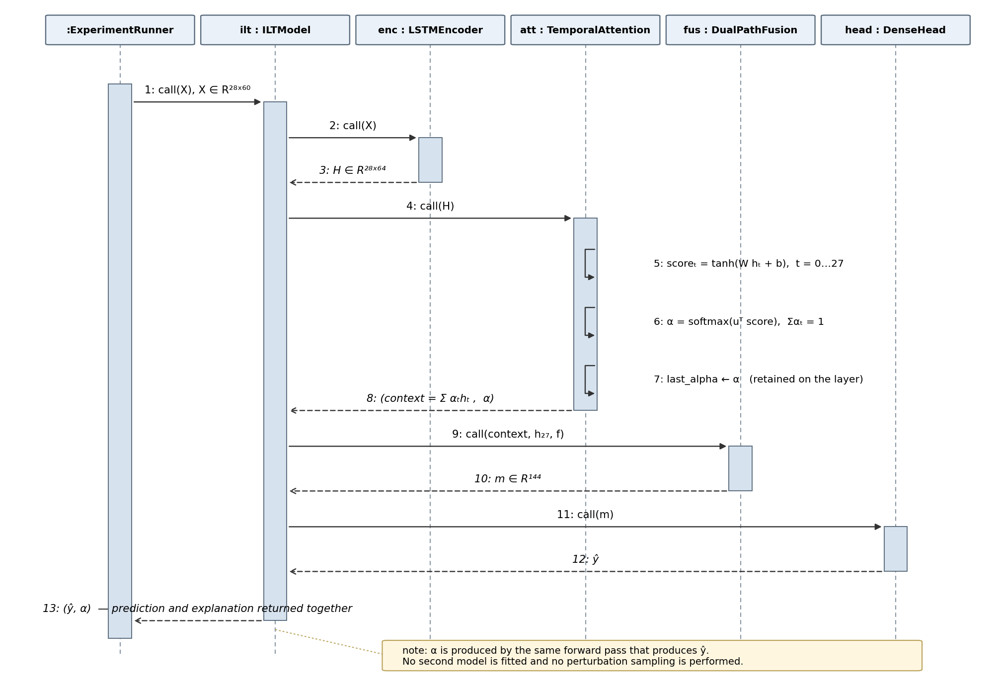 :ExperimentRunner
ilt : ILTModel
enc : LSTMEncoder
att : TemporalAttention
fus : DualPathFusion
head : DenseHead
1: call(X), X ∈ R²⁸ˣ⁶⁰
2: call(X)
3: H ∈ R²⁸ˣ⁶⁴
4: call(H)
5: scoreₜ = tanh(W hₜ + b),  t = 0…27
6: α = softmax(uᵀ score),  Σαₜ = 1
7: last_alpha ← α   (retained on the layer)
8: (context = Σ αₜhₜ ,  α)
9: call(context, h₂₇, f)
10: m ∈ R¹⁴⁴
11: call(m)
12: ŷ
13: (ŷ, α)  — prediction and explanation returned together
note: α is produced by the same forward pass that produces ŷ.
No second model is fitted and no perturbation sampling is performed.